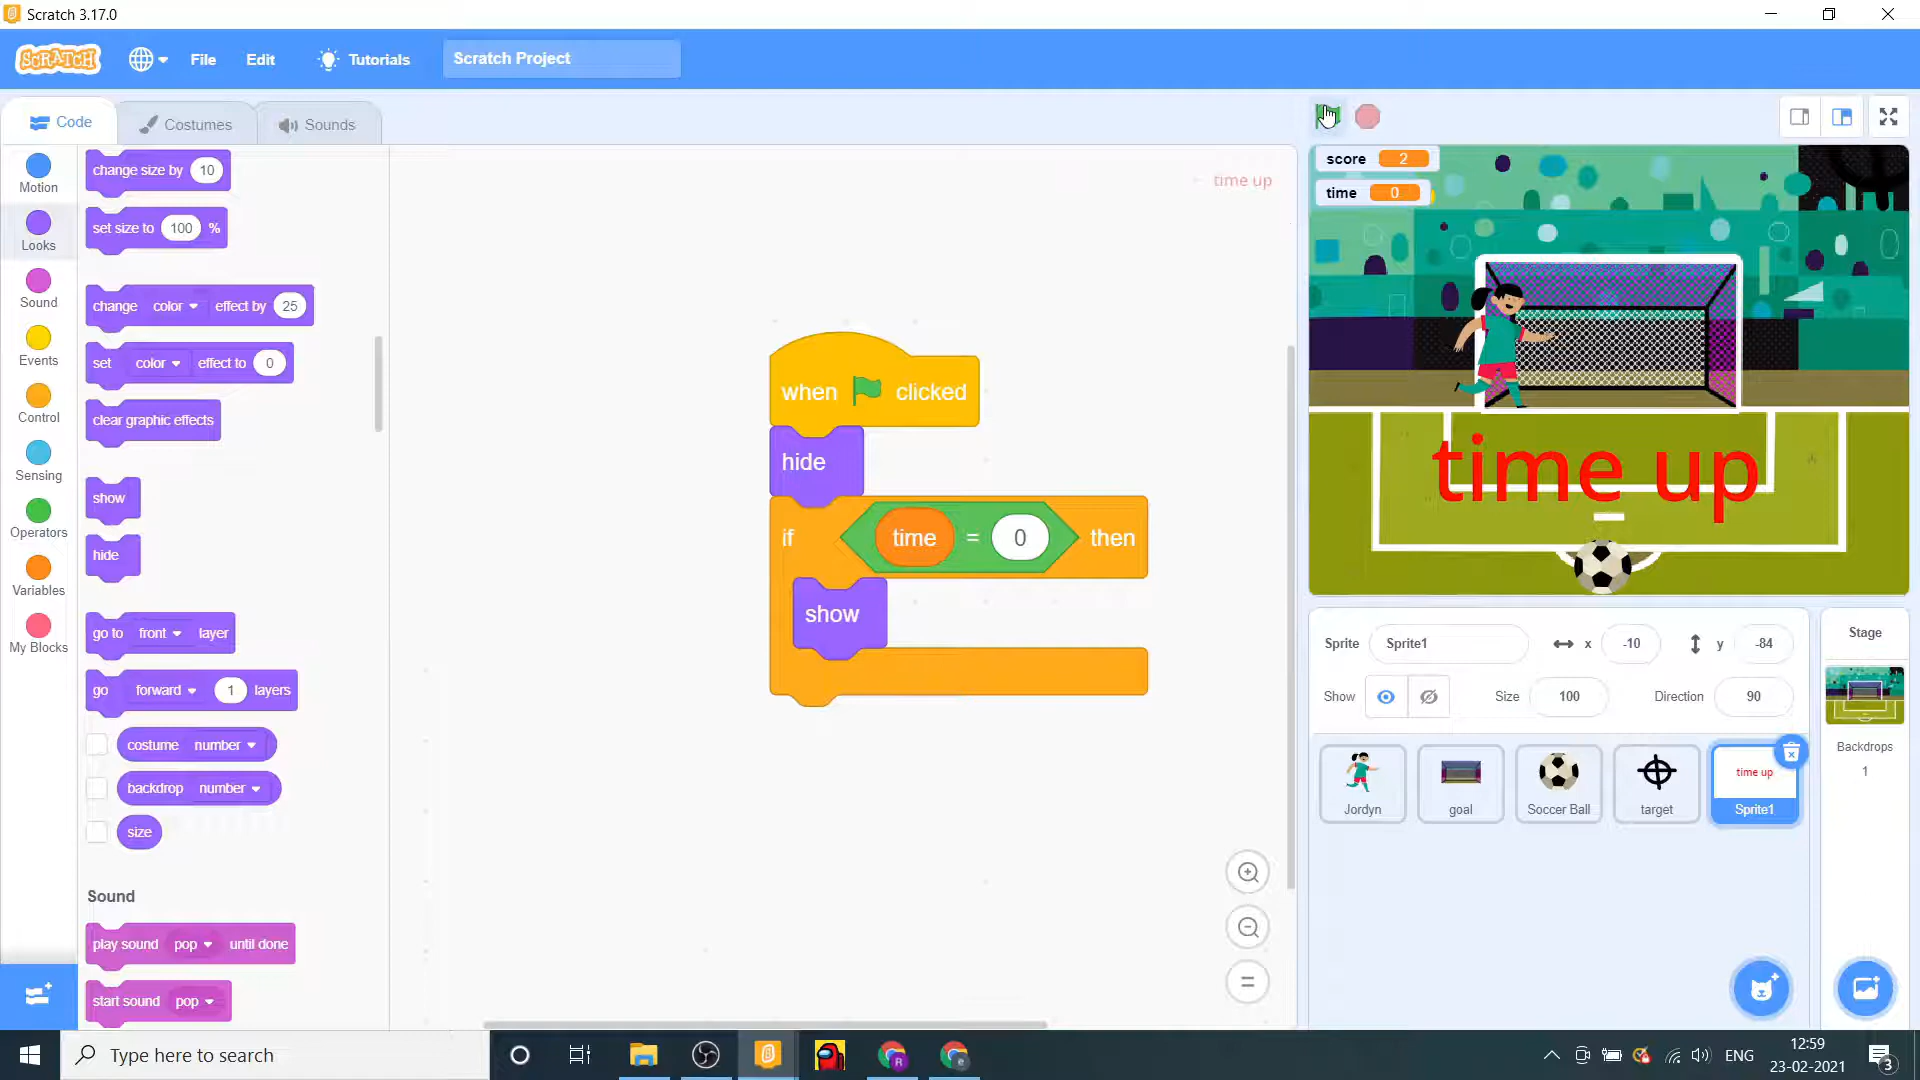 Scratch 3.17.0
SCRATCH File Edit Tutorials Scratch Project
Code Costumes Sounds
Motion
Looks
Sound
Events
Control
Sensing
Operators
Variables
My Blocks
change size by 10
set size to 100 %
change color effect by 25
set color effect to 0
clear graphic effects
show
hide
go to front layer
go forward 1 layers
costume number
backdrop number
size
Sound
play sound pop until done
start sound pop
time up
when clicked
hide
if time = 0 then
show
score 2
time 0
time up
Sprite Sprite1 x -10 y -84
Show Size 100 Direction 90
Jordyn
goal
Soccer Ball
target
time up
Sprite1
Stage
Backdrops
1
Type here to search
R
e
ENG
12:59
23-02-2021
3